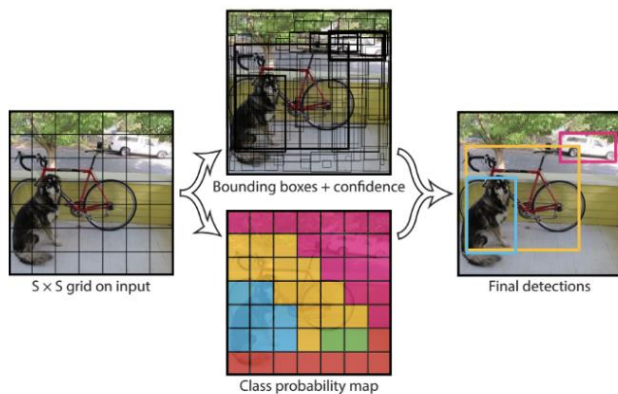 Bounding boxes + confidence
S × S grid on input
Final detections
Class probability map